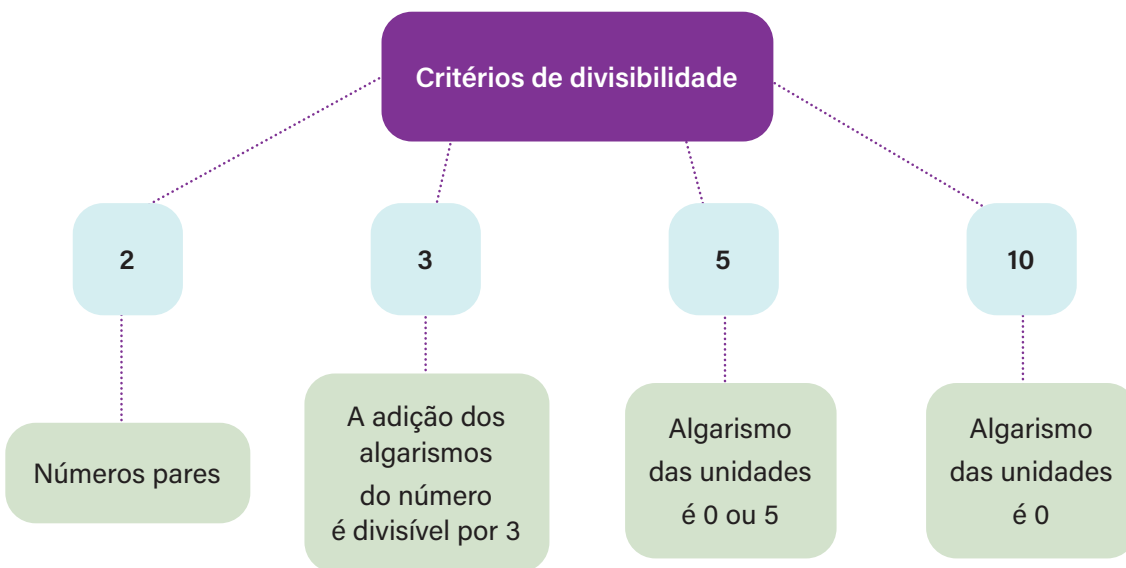 Critérios de divisibilidade
2
3
5
10
Números pares
A adição dos
algarismos
do número
é divisível por 3
Algarismo
das unidades
é 0 ou 5
Algarismo
das unidades
é 0